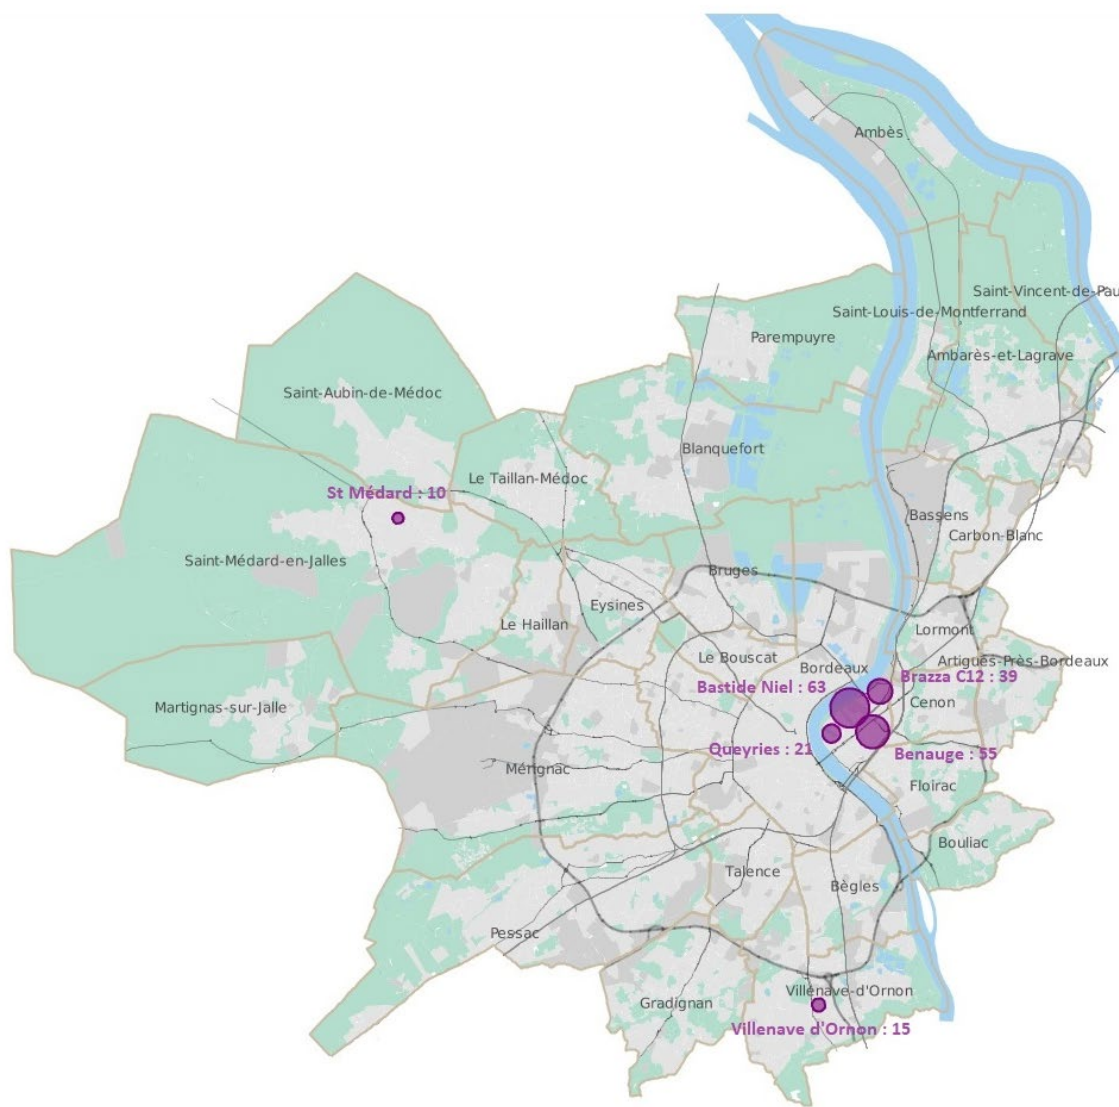 Ambès
Saint-Vincent-de-Pau
Saint-Louis-de-Montferrand
Parempuyre
Ambarès-et-Lagrave
Saint-Aubin-de-Médoc
Blanquefort
Le Taillan-Médoc
St Médard : 10
Bassens
Carbon-Blanc
Saint-Médard-en-Jalles
Bruges
Eysines
Le Haillan
Lormont
Le Bouscat
Bordeaux
Artigues-Près-Bordeaux
Brazza C12 : 39
Bastide Niel : 63
Cenon
Martignas-sur-Jalle
Queyries : 21
Benauge : 55
Mérignac
Floirac
Bouliac
Talence
Bègles
Pessac
Villenave-d'Ornon
Gradignan
Villenave d'Ornon : 15